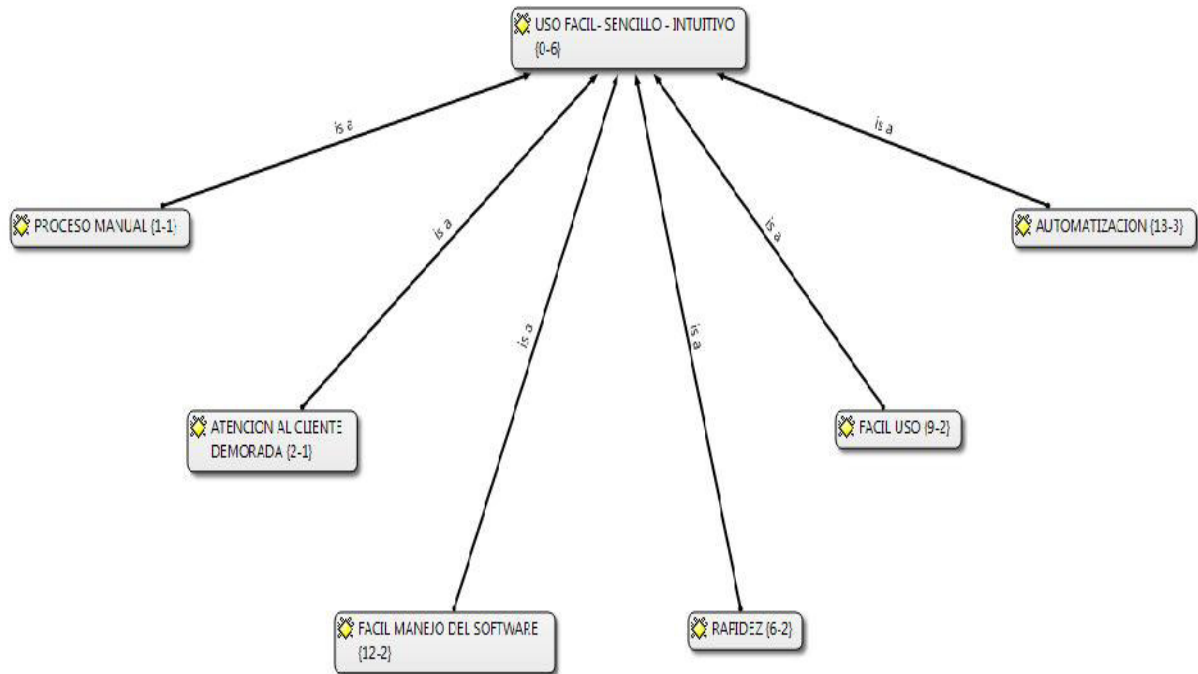 USO FACIL- SENCILLO - INTUITIVO
{0-6}
is a
is a
PROCESO MANUAL {1-1}
AUTOMATIZACION {13-3}
is a
is a
is a
is a
ATENCION AL CLIENTE
DEMORADA {2-1}
FACIL USO {9-2}
FACIL MANEJO DEL SOFTWARE
{12-2}
RAPIDEZ {6-2}